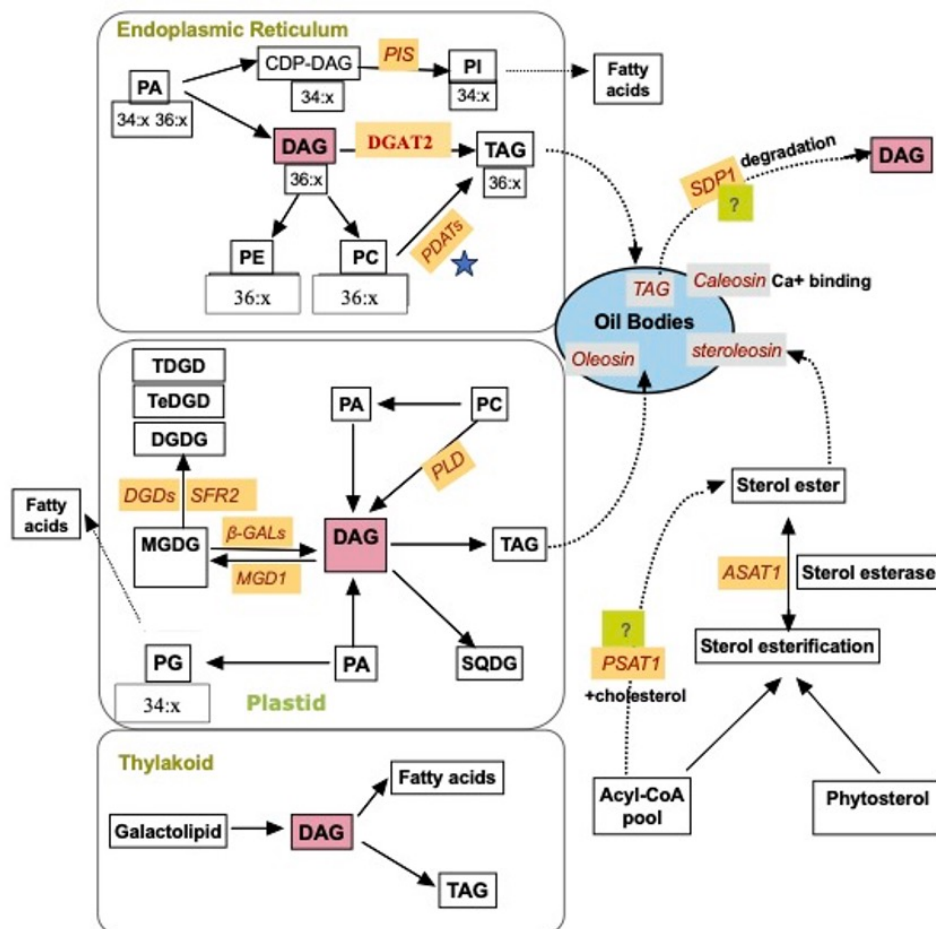 Endoplasmic Reticulum
PA
34:x 36:x
CDP-DAG
34:x
PIS
PI
34:x
Fatty
acids
DAG
36:x
DGAT2
TAG
36:x
PE
36:x
PC
36:x
PDATs
SDP1
degradation
?
DAG
TAG
Caleosin
Ca+ binding
Oil Bodies
Oleosin
steroleosin
TDGD
TeDGD
DGDG
DGDs
SFR2
Fatty
acids
MGDG
β-GALs
MGD1
PA
PC
PLD
DAG
TAG
PG
34:x
PA
SQDG
Plastid
Sterol ester
ASAT1
Sterol esterase
?
PSAT1
+cholesterol
Sterol esterification
Acyl-CoA
pool
Phytosterol
Thylakoid
Galactolipid
DAG
Fatty acids
TAG